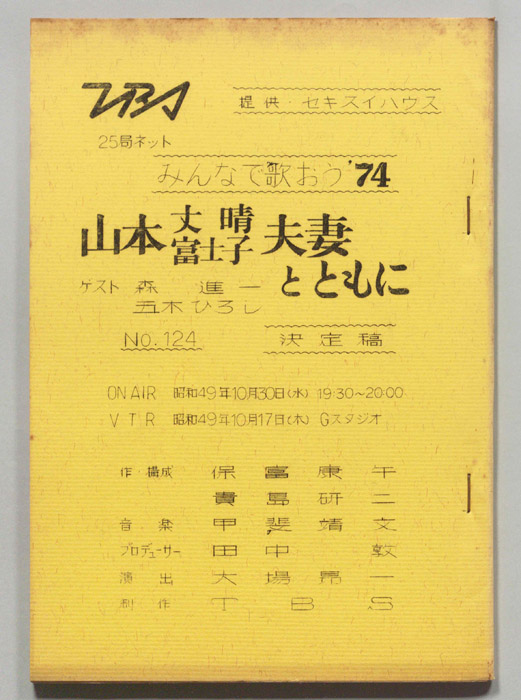 TBS
提供・セキスイハウス
25局ネット
みんなで歌おう'74
山本 丈晴 富士子 夫妻
とともに
ゲスト 森 進一
五木ひろし
No.124 決定稿
ON AIR 昭和49年10月30日(水) 19:30~20:00
V T R 昭和49年10月17日(木) Gスタジオ
作・構成 保富康午
貴島研二
音楽 甲斐靖文
プロデューサー 田中 敦
演出 大場昴一
制作 TBS